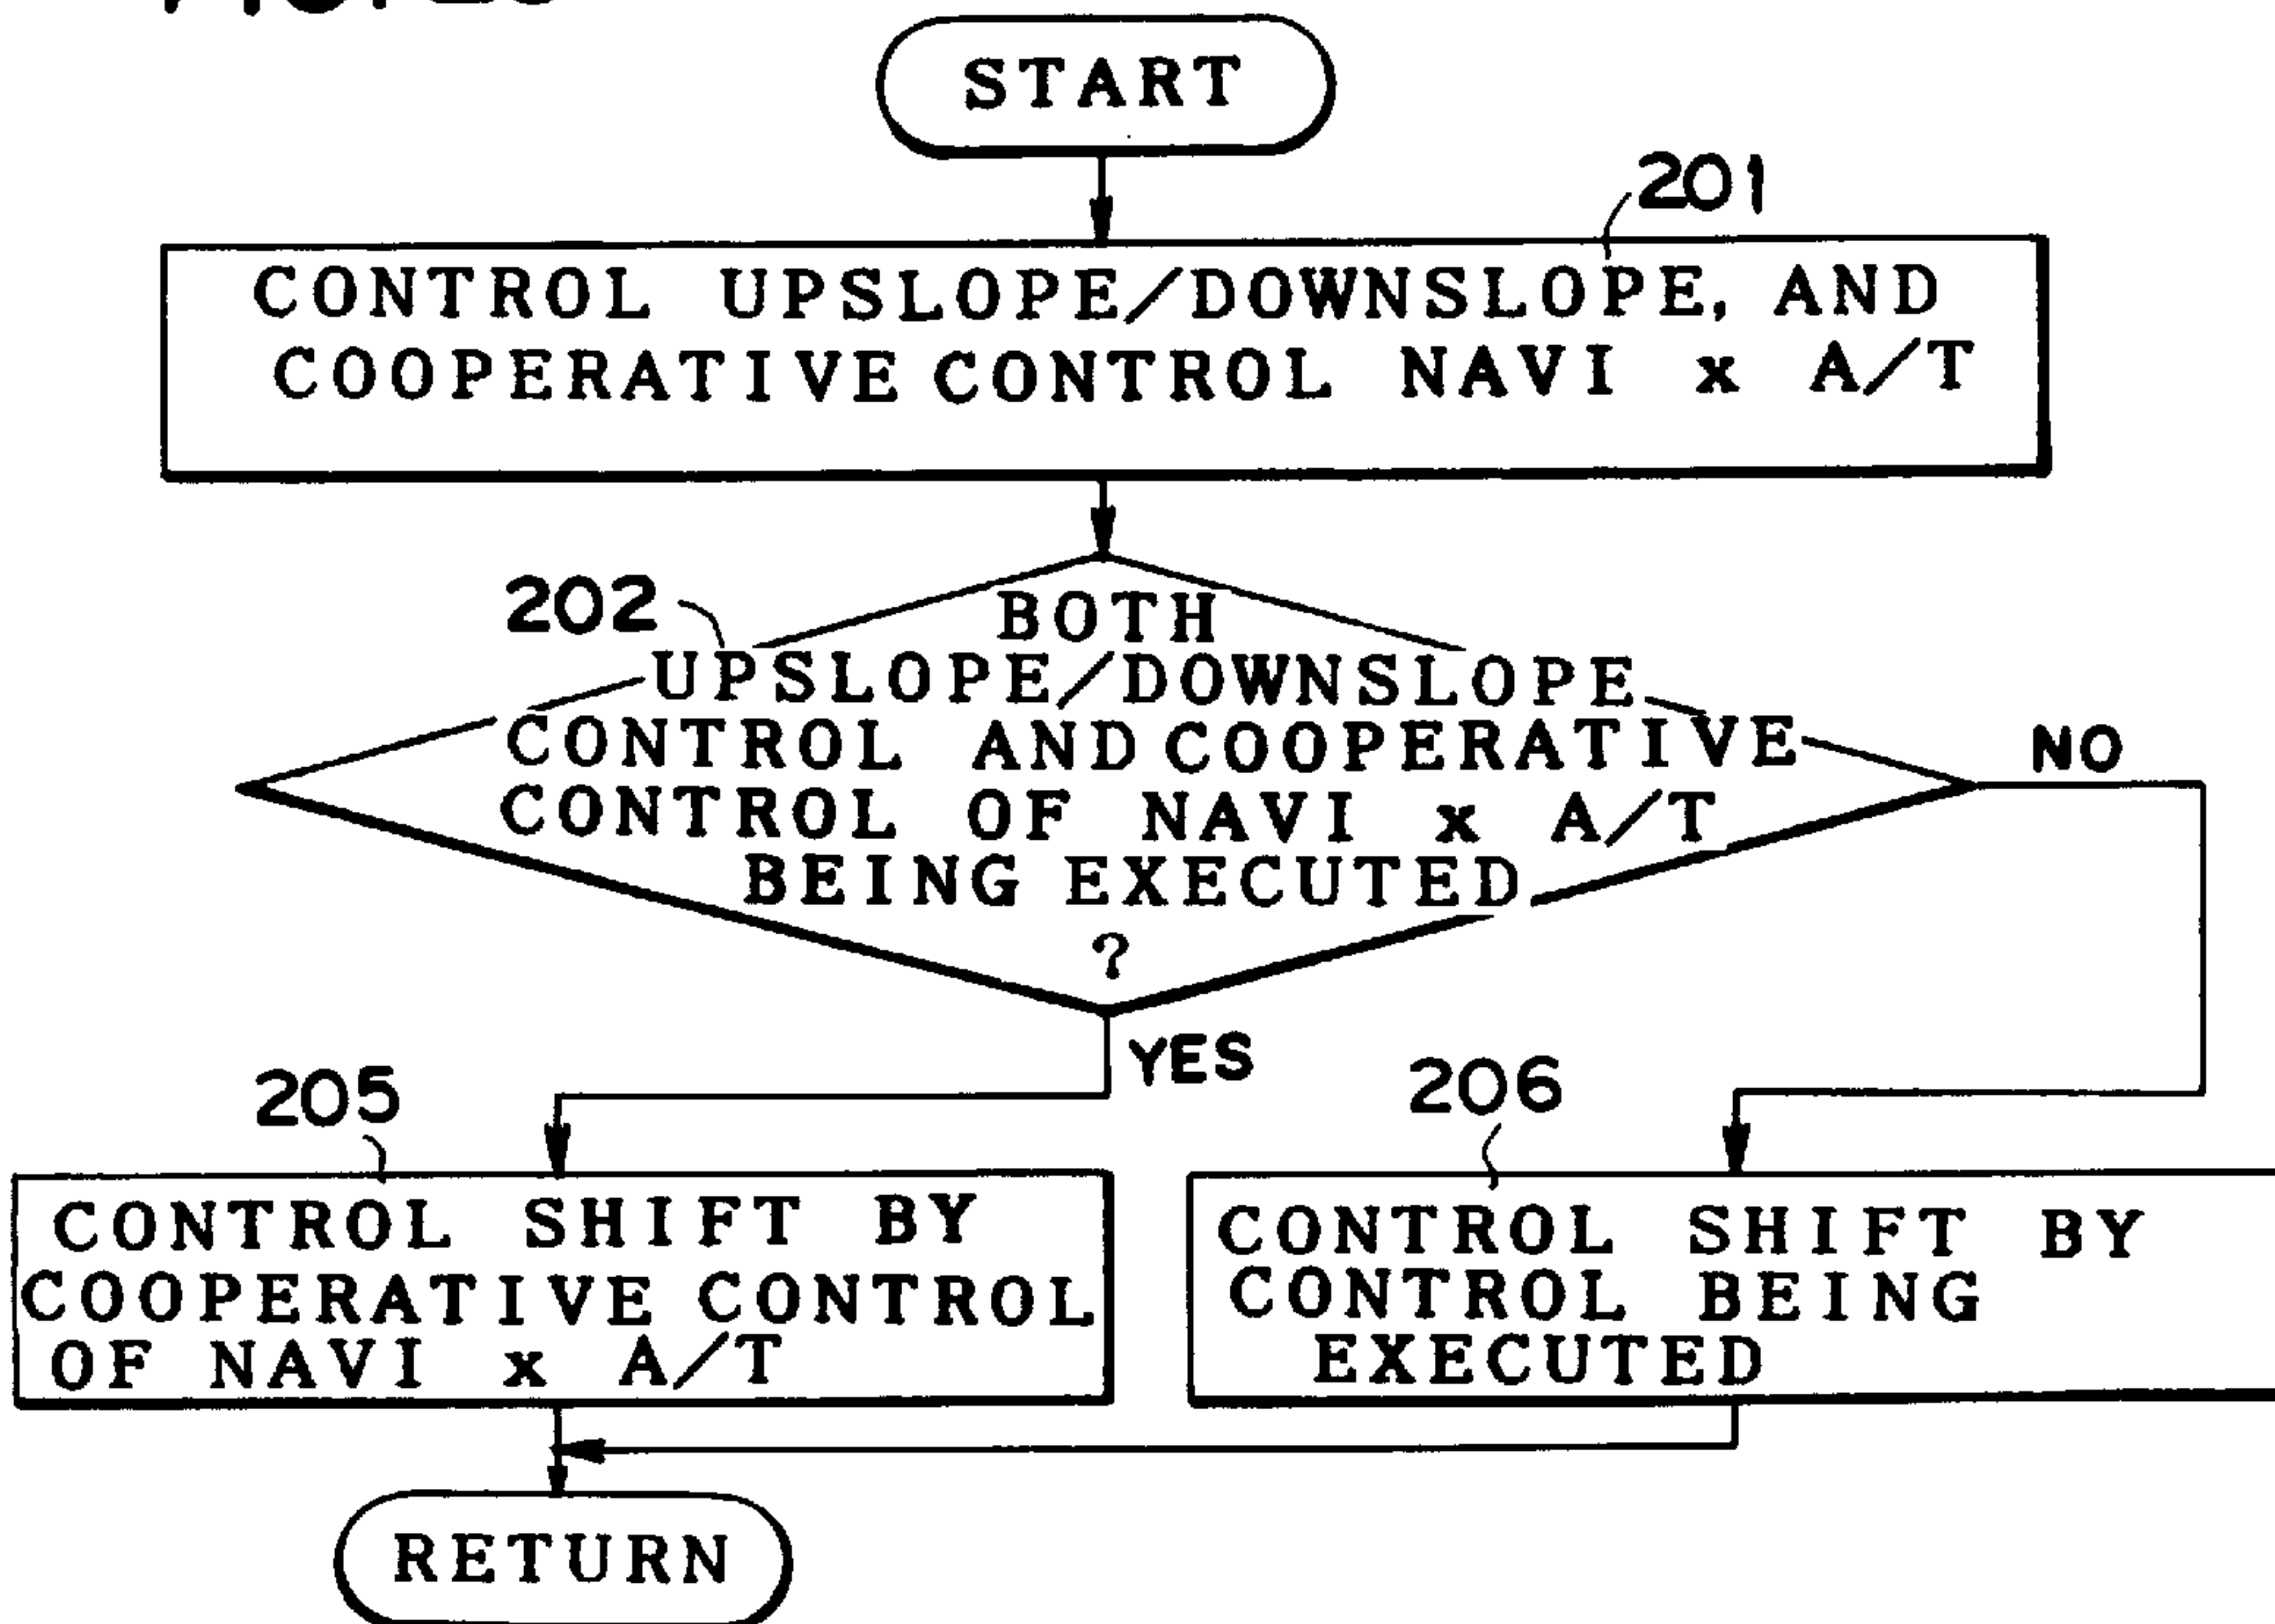 START
201
CONTROL UPSLOPE/DOWNSLOPE, AND
COOPERATIVE CONTROL NAVI x A/T
202
BOTH
UPSLOPE/DOWNSLOPE
CONTROL AND COOPERATIVE
CONTROL OF NAVI x A/T
BEING EXECUTED
?
NO
YES
205
206
CONTROL SHIFT BY
COOPERATIVE CONTROL
OF NAVI x A/T
CONTROL SHIFT BY
CONTROL BEING
EXECUTED
RETURN